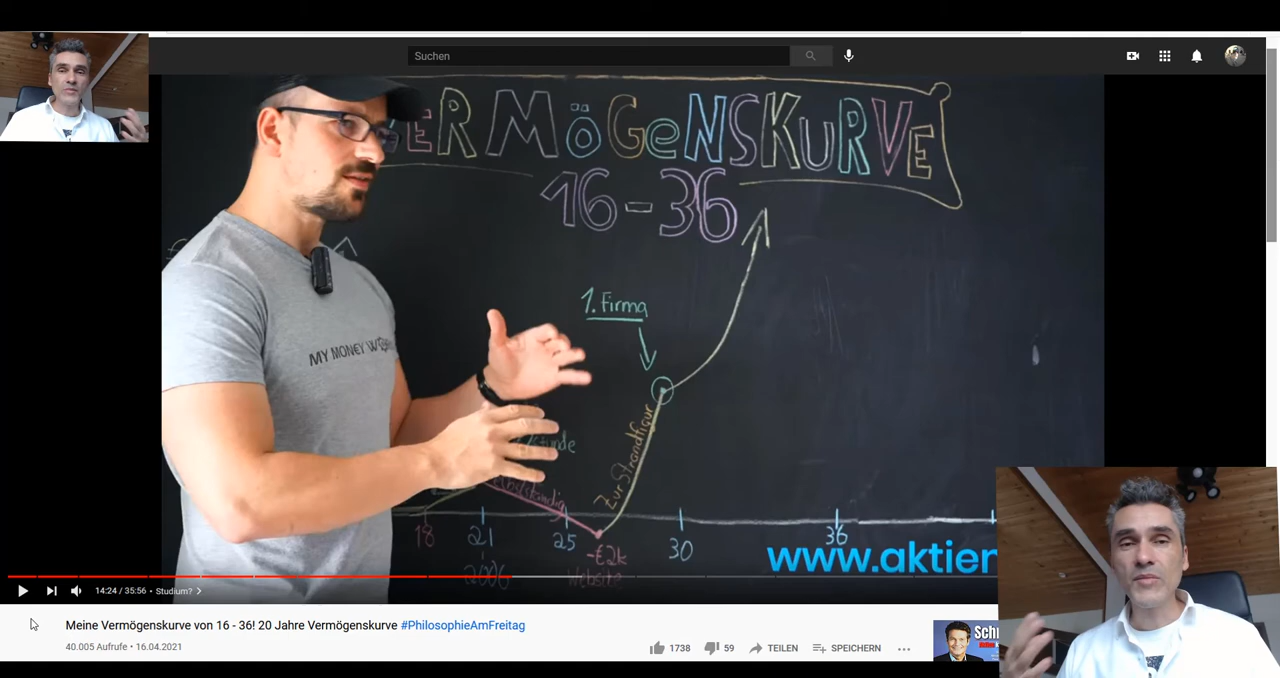 Suchen
VERMÖGENSKURVE
16-36
1. Firma
MY MONEY
Zur Strandfigur
18
21
25
30
36
-€2k
2006
Website
www.aktien
14:24 / 35:56 • Studium? >
Meine Vermögenskurve von 16 - 36! 20 Jahre Vermögenskurve #PhilosophieAmFreitag
40.005 Aufrufe • 16.04.2021
1738
59
TEILEN
SPEICHERN